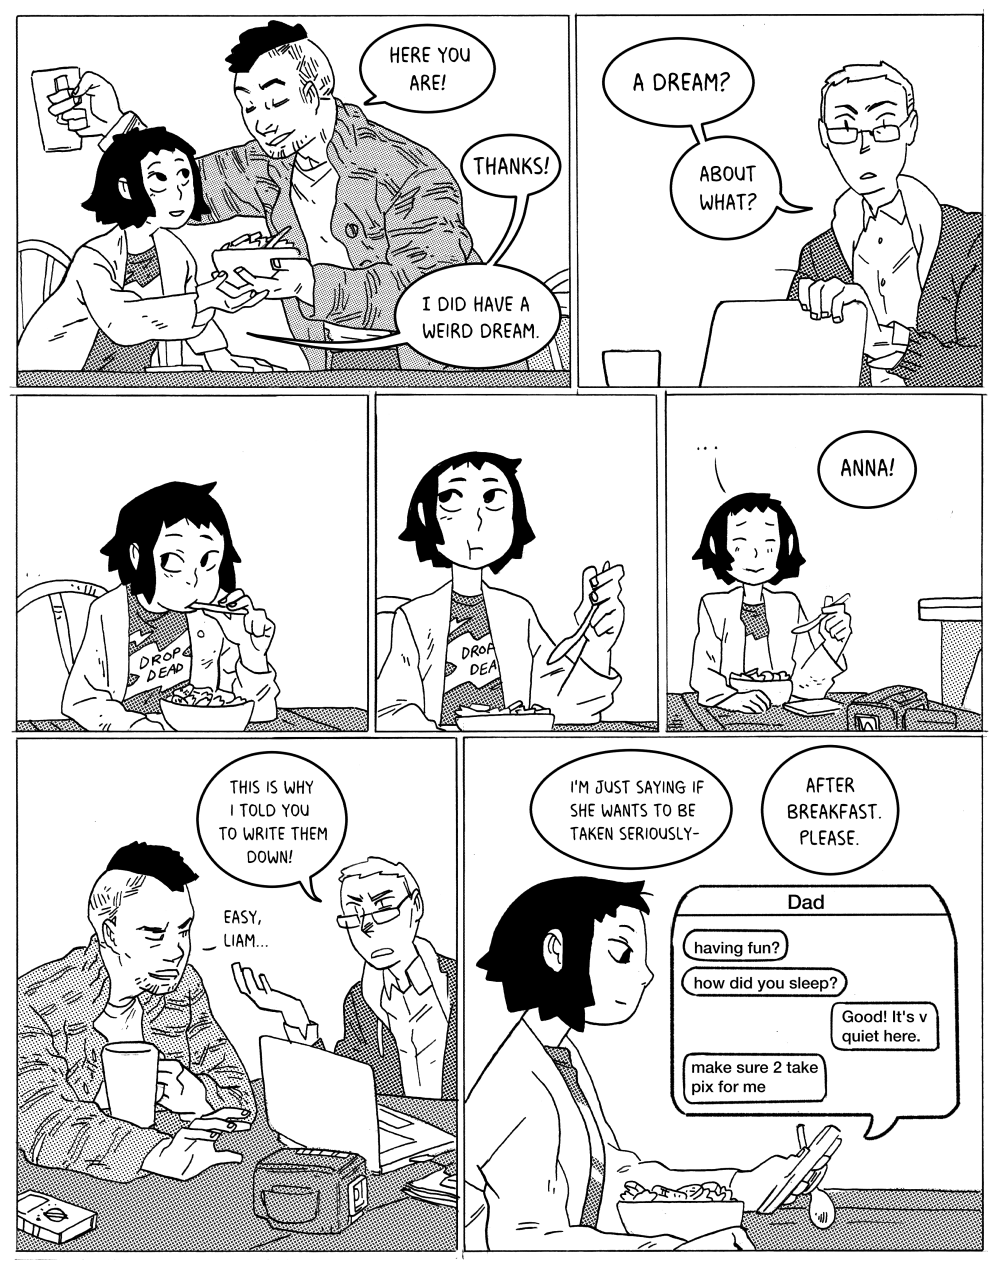 HERE YOU
ARE!
THANKS!
I DID HAVE A
WEIRD DREAM.
A DREAM?
ABOUT
WHAT?
DROP
DEAD
DROP
DEA
...
ANNA!
THIS IS WHY
I TOLD YOU
TO WRITE THEM
DOWN!
EASY,
LIAM...
I'M JUST SAYING IF
SHE WANTS TO BE
TAKEN SERIOUSLY-
AFTER
BREAKFAST.
PLEASE.
Dad
having fun?
how did you sleep?
Good! It's v
quiet here.
make sure 2 take
pix for me